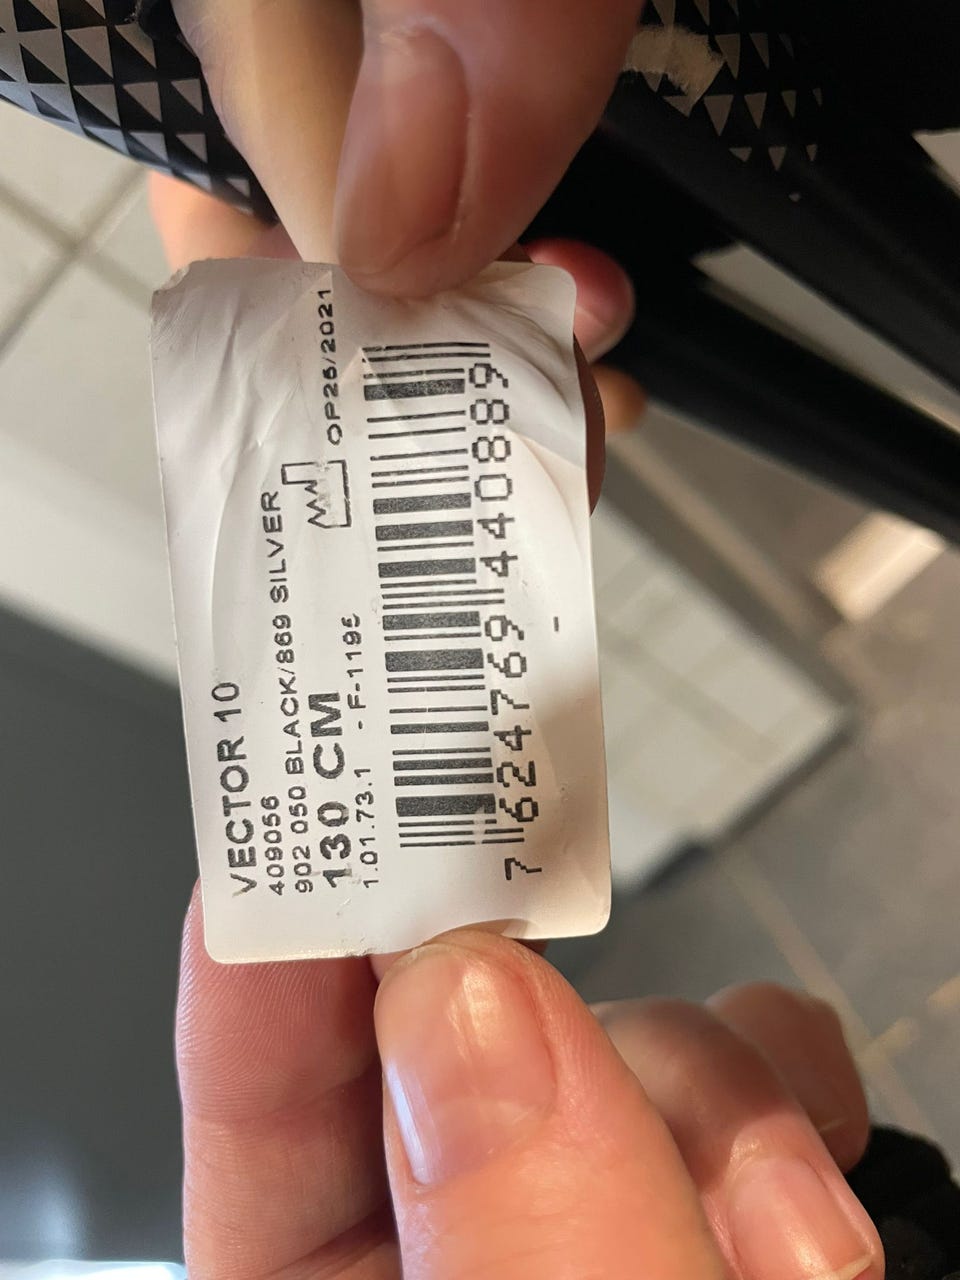 VECTOR 10
409056
902 050 BLACK/869 SILVER
130 CM OP26/2021
1.01.73.1 - F-1195
7 624769 440889
-